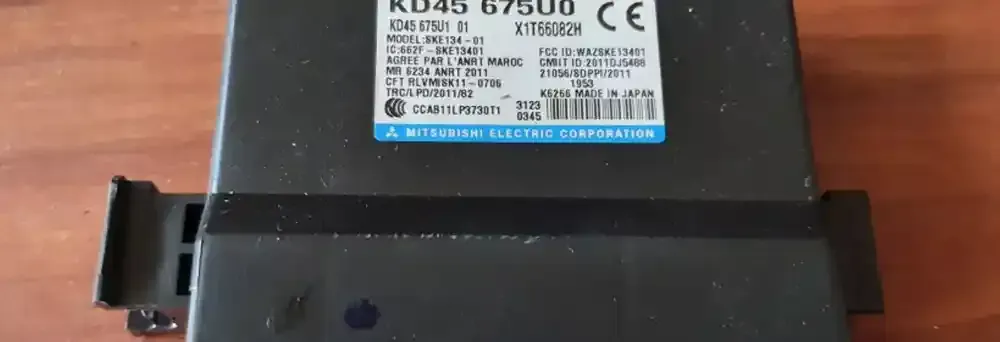 KD45 675U0
KD45 675U1 01 X1T66082H
MODEL:SKE134-01
IC:662F-SKE13401 FCC ID:WAZSKE13401
AGREE PAR L'ANRT MAROC CMIIT ID:2011DJ5488
MR 6234 ANRT 2011 21056/SDPPI/2011
CFT RLVMISK11-0706 1953
TRC/LPD/2011/82 K6266 MADE IN JAPAN
CCAB11LP3730T1 3123
0345
MITSUBISHI ELECTRIC CORPORATION